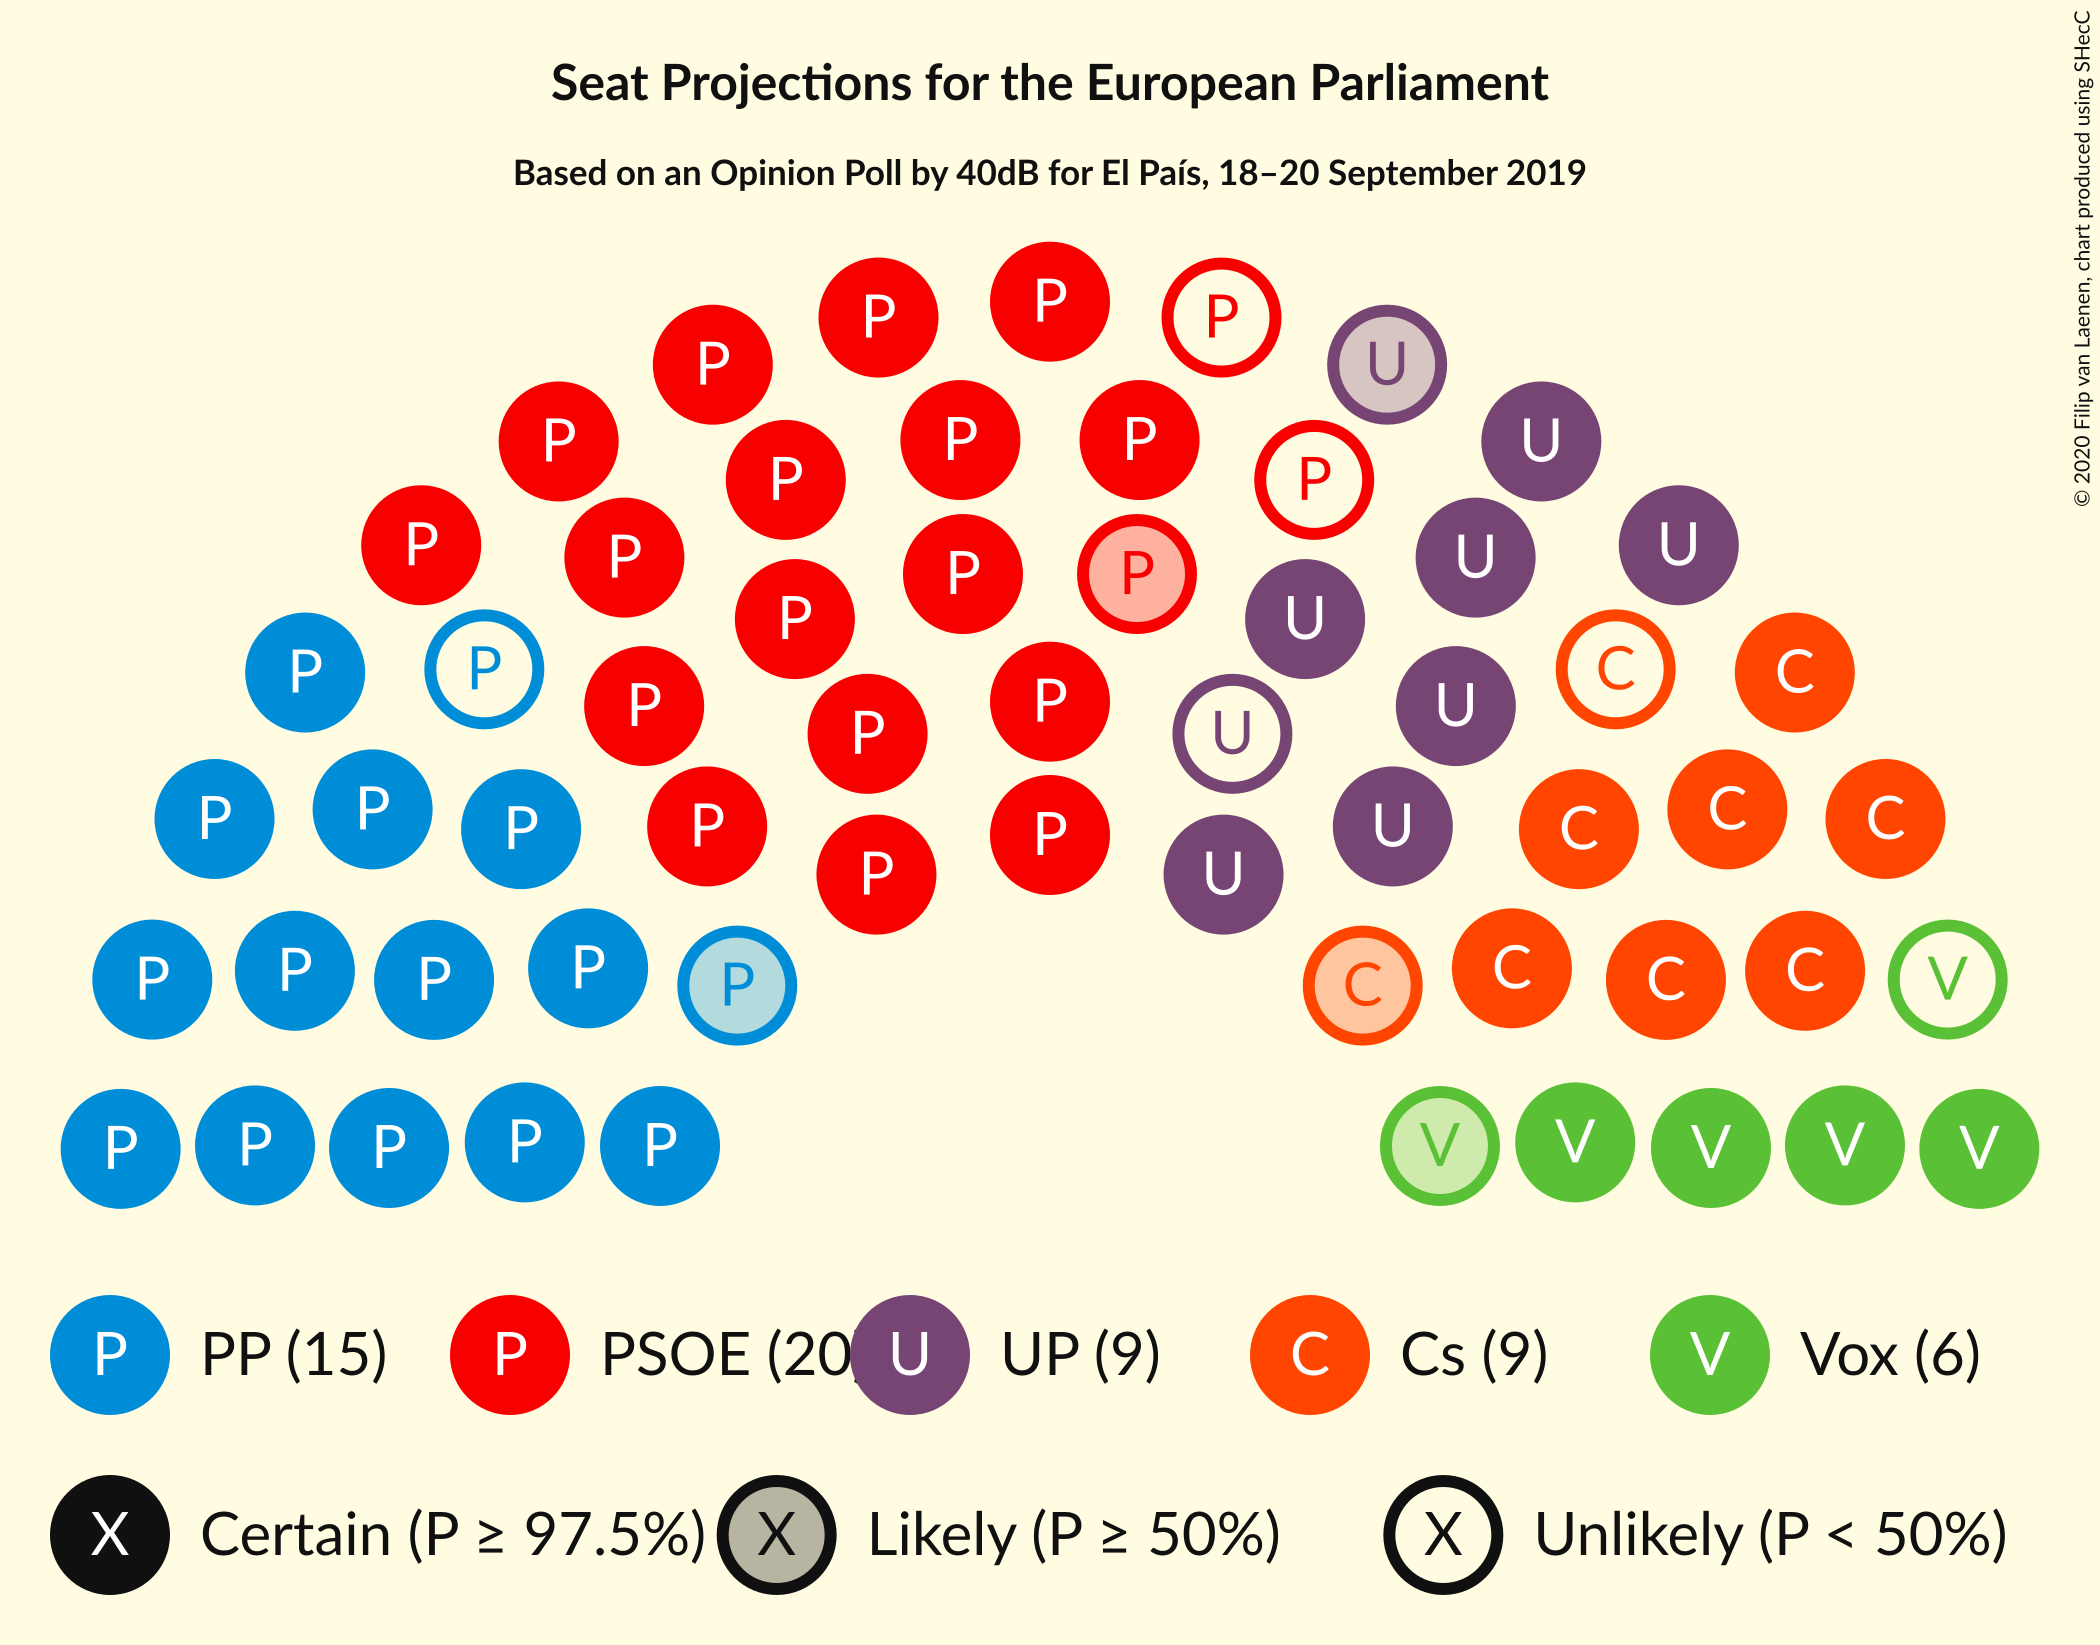 Seat Projections for the European Parliament
Based on an Opinion Poll by 40dB for El País, 18–20 September 2019
© 2020 Filip van Laenen, chart produced using SHecC
P P P
P U
P P P U
P P
P U U
P P P U
P P C C
P P P U U
P U
P P P C C C
P P
P U
P P P P P C C C C V
P P P P P V V V V V
P PP (15) P PSOE (20) U UP (9) C Cs (9) V Vox (6)
X Certain (P ≥ 97.5%) X Likely (P ≥ 50%) X Unlikely (P < 50%)